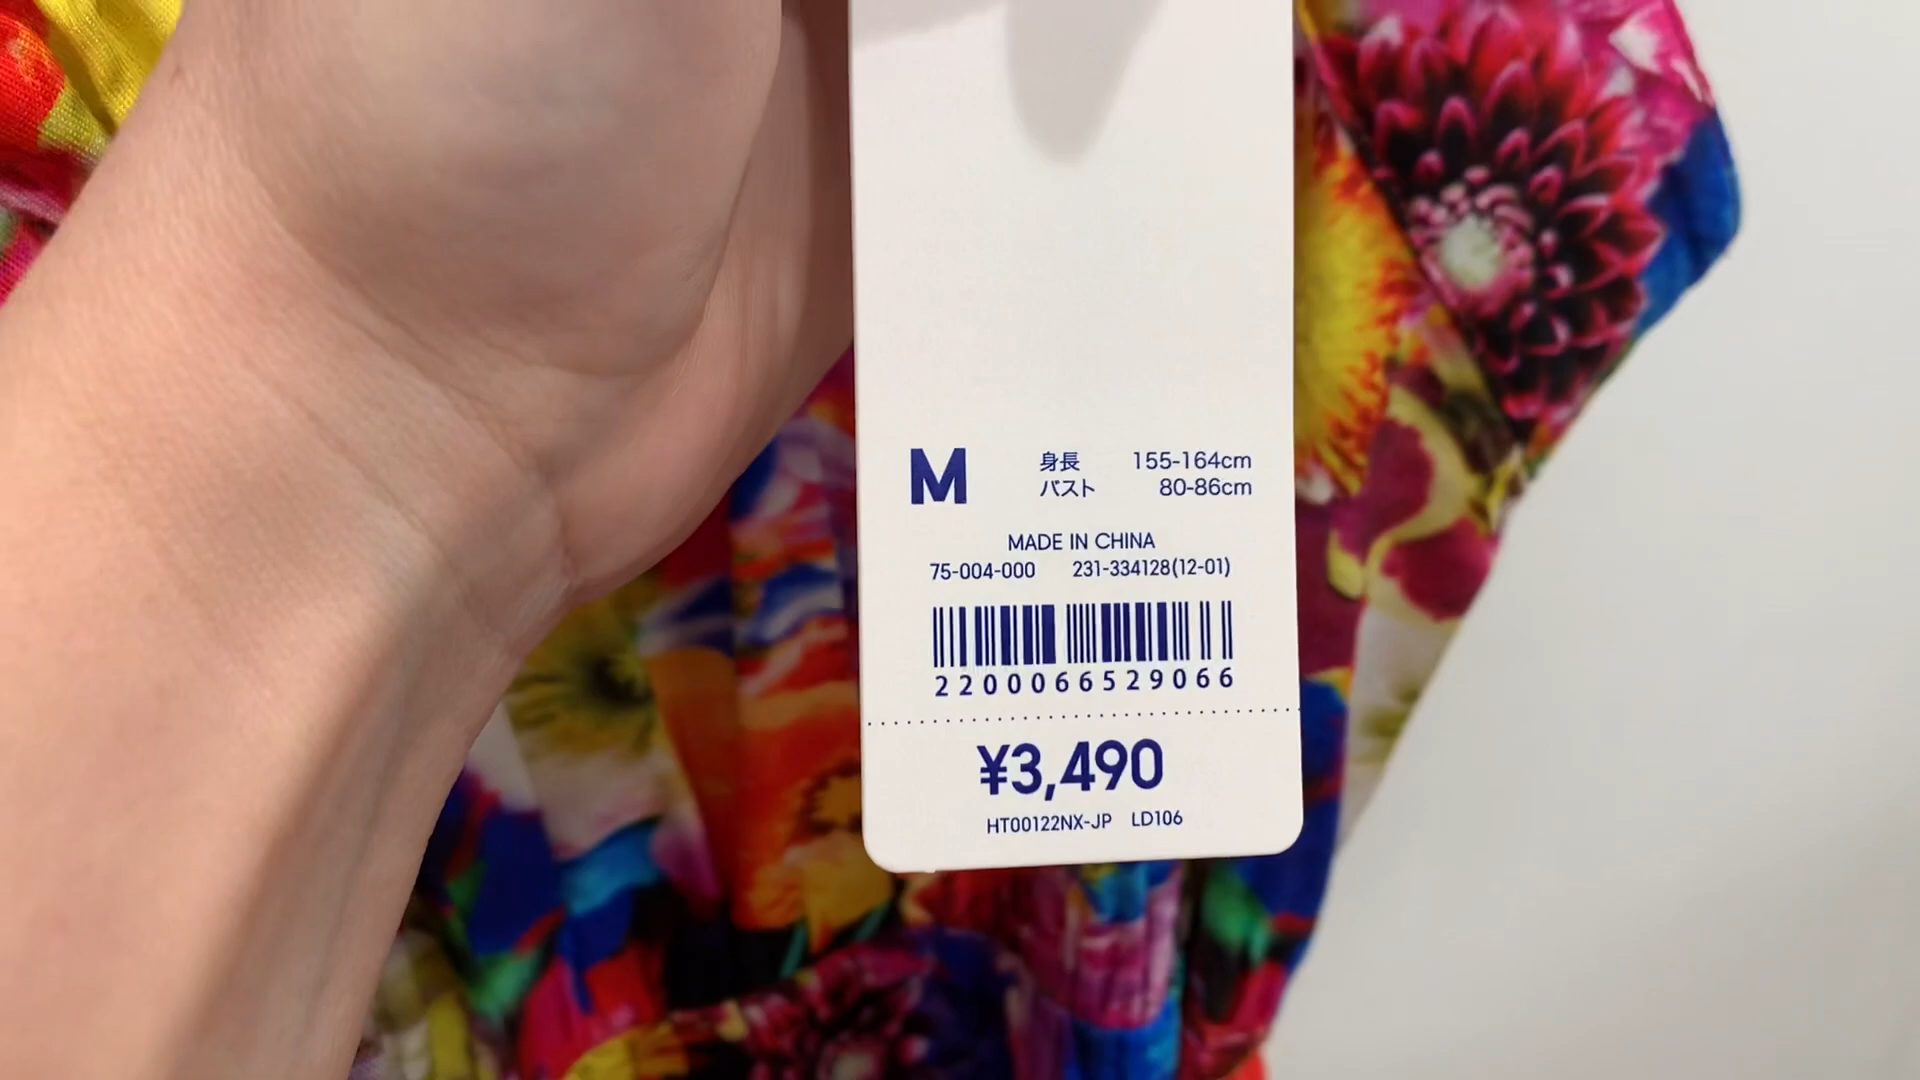 M 身長 155-164cm
バスト 80-86cm
MADE IN CHINA
75-004-000 231-334128(12-01)
2200066529066
¥3,490
HT00122NX-JP LD106